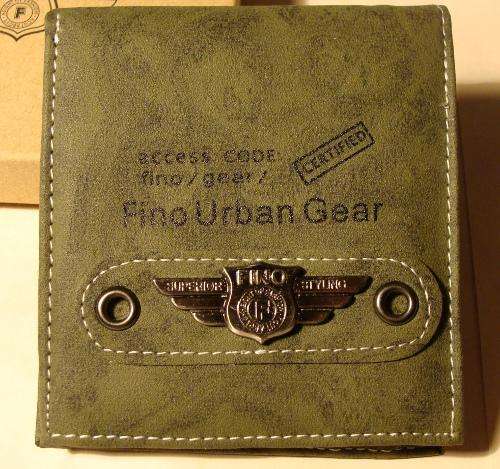 F
access CODE
fino/gear/
CERTIFIED
Fino Urban Gear
FINO
SUPERIOR STYLING